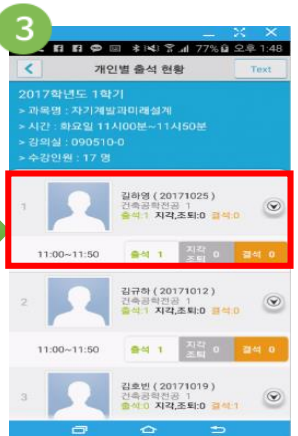 3
77% 오후 1:48
개인별 출석 현황
Text
2017학년도 1학기
> 과목명 : 자기계발과미래설계
> 시간 : 화요일 11시00분~11시50분
> 강의실 : 090510-0
> 수강인원 : 17 명
1
김하영 ( 20171025 )
건축공학전공 1
출석:1 지각,조퇴:0 결석:0
11:00~11:50
출석 1
지각 조퇴 0
결석 0
2
김규하 ( 20171012 )
건축공학전공 1
출석:1 지각,조퇴:0 결석:0
11:00~11:50
출석 1
지각 조퇴 0
결석 0
3
김호빈 ( 20171019 )
건축공학전공 1
출석:0 지각,조퇴:0 결석:1